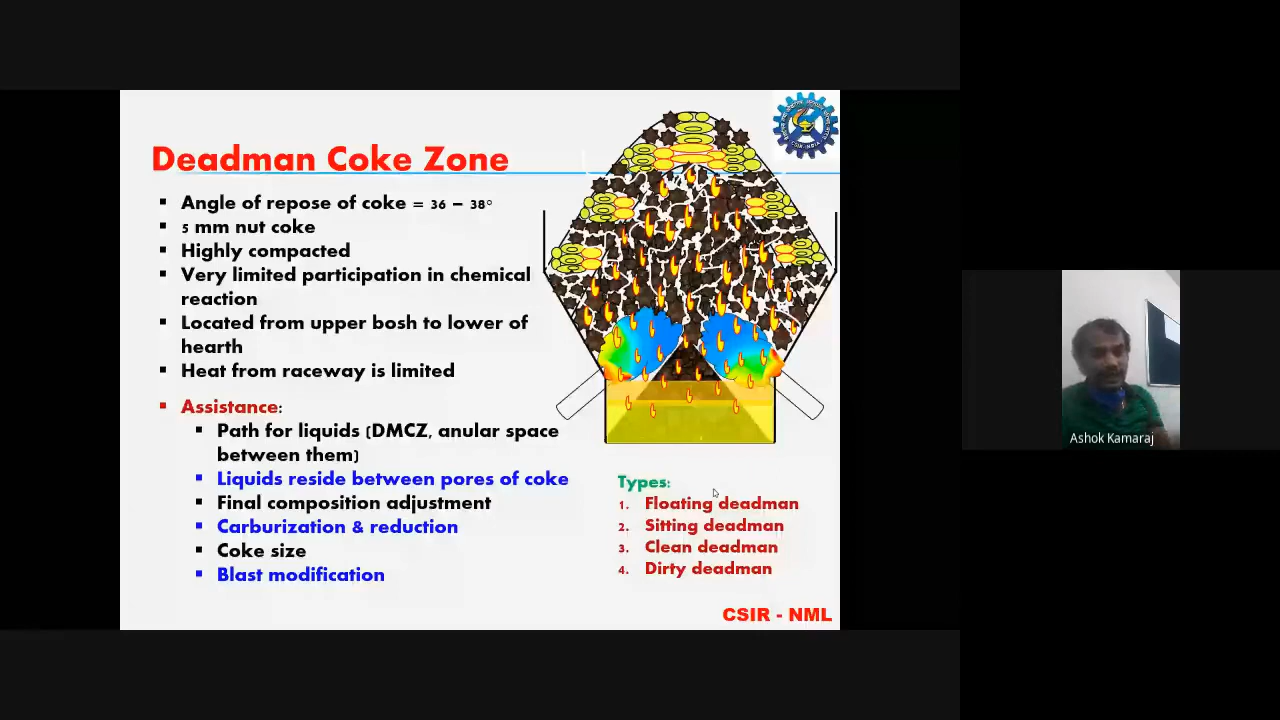 Deadman Coke Zone
▪ Angle of repose of coke = 36 – 38°
▪ 5 mm nut coke
▪ Highly compacted
▪ Very limited participation in chemical
reaction
▪ Located from upper bosh to lower of
hearth
▪ Heat from raceway is limited
▪ Assistance:
▪ Path for liquids (DMCZ, anular space
between them)
▪ Liquids reside between pores of coke
▪ Final composition adjustment
▪ Carburization & reduction
▪ Coke size
▪ Blast modification
Types:
1. Floating deadman
2. Sitting deadman
3. Clean deadman
4. Dirty deadman
CSIR - NML
Ashok Kamaraj